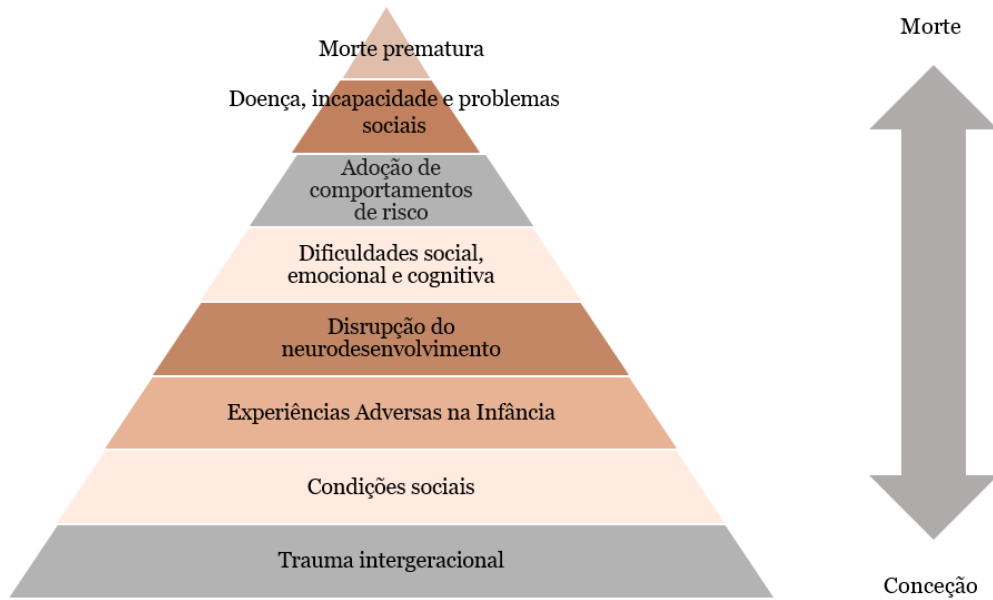 Morte prematura
Doença, incapacidade e problemas
sociais
Adoção de
comportamentos
de risco
Dificuldades social,
emocional e cognitiva
Disrupção do
neurodesenvolvimento
Experiências Adversas na Infância
Condições sociais
Trauma intergeracional
Morte
Conceção